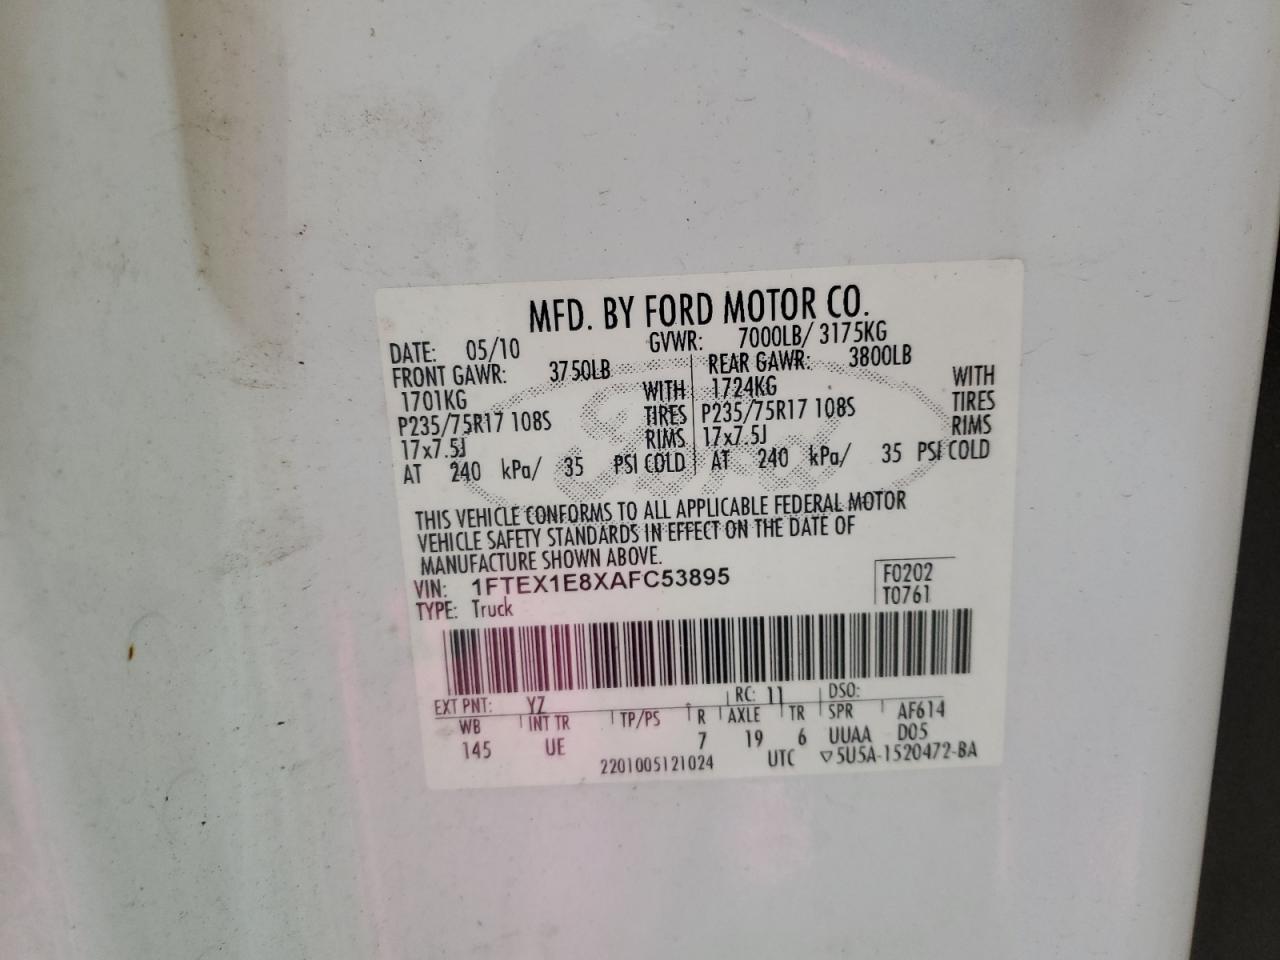 MFD. BY FORD MOTOR CO.
DATE: 05/10 GVWR: 7000LB/ 3175KG
FRONT GAWR: 3750LB REAR GAWR: 3800LB
1701KG WITH 1724KG WITH
P235/75R17 108S TIRES P235/75R17 108S TIRES
17x7.5J RIMS 17x7.5J RIMS
AT 240 kPa/ 35 PSI COLD AT 240 kPa/ 35 PSI COLD
THIS VEHICLE CONFORMS TO ALL APPLICABLE FEDERAL MOTOR
VEHICLE SAFETY STANDARDS IN EFFECT ON THE DATE OF
MANUFACTURE SHOWN ABOVE.
VIN: 1FTEX1E8XAFC53895 F0202
TYPE: Truck T0761
EXT PNT: YZ RC: 11 DSO:
WB INT TR TP/PS R AXLE TR SPR AF614
145 UE 7 19 6 UUAA D05
2201005121024 UTC ▽5U5A-1520472-BA